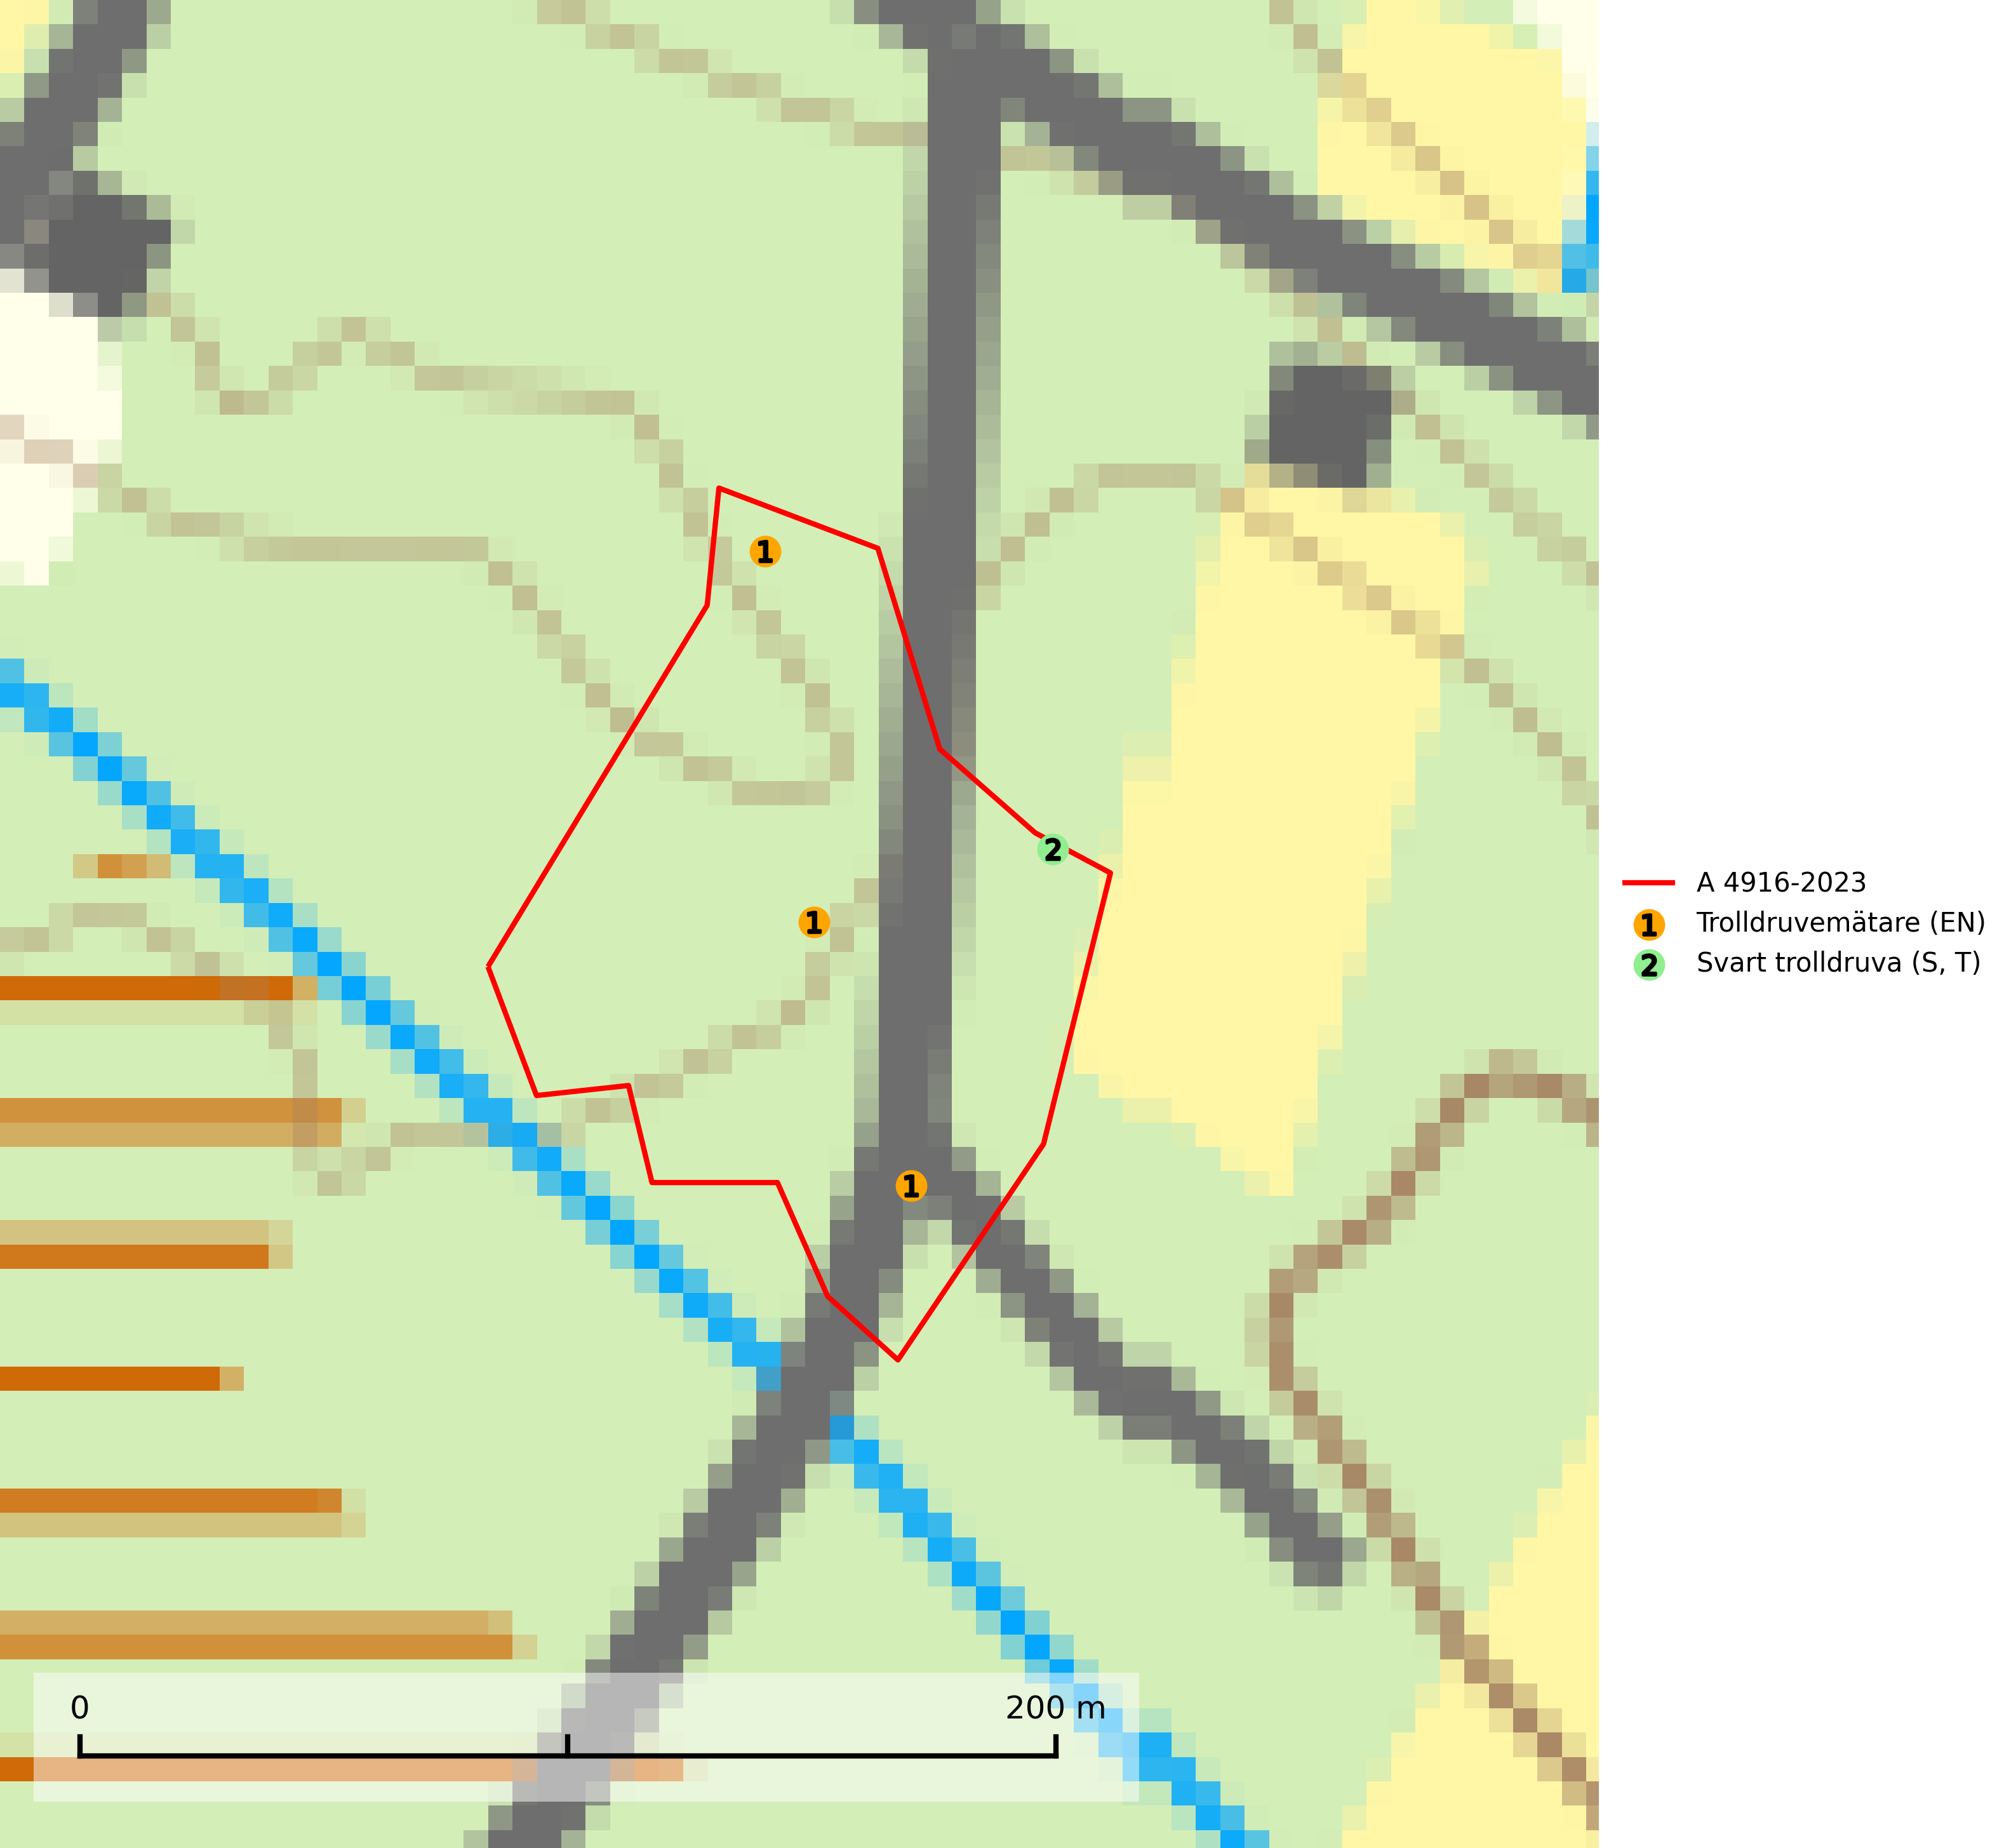 1
2
1
1
A 4916-2023
1 Trolldruvemätare (EN)
2 Svart trolldruva (S, T)
0 200 m